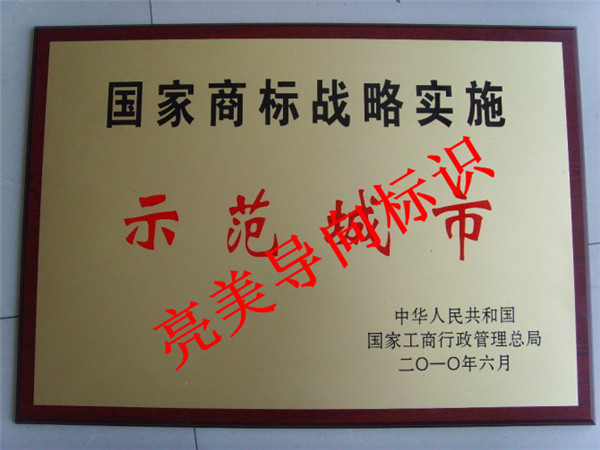 国家商标战略实施
示范城市
亮美导向标识
中华人民共和国
国家工商行政管理总局
二〇一〇年六月